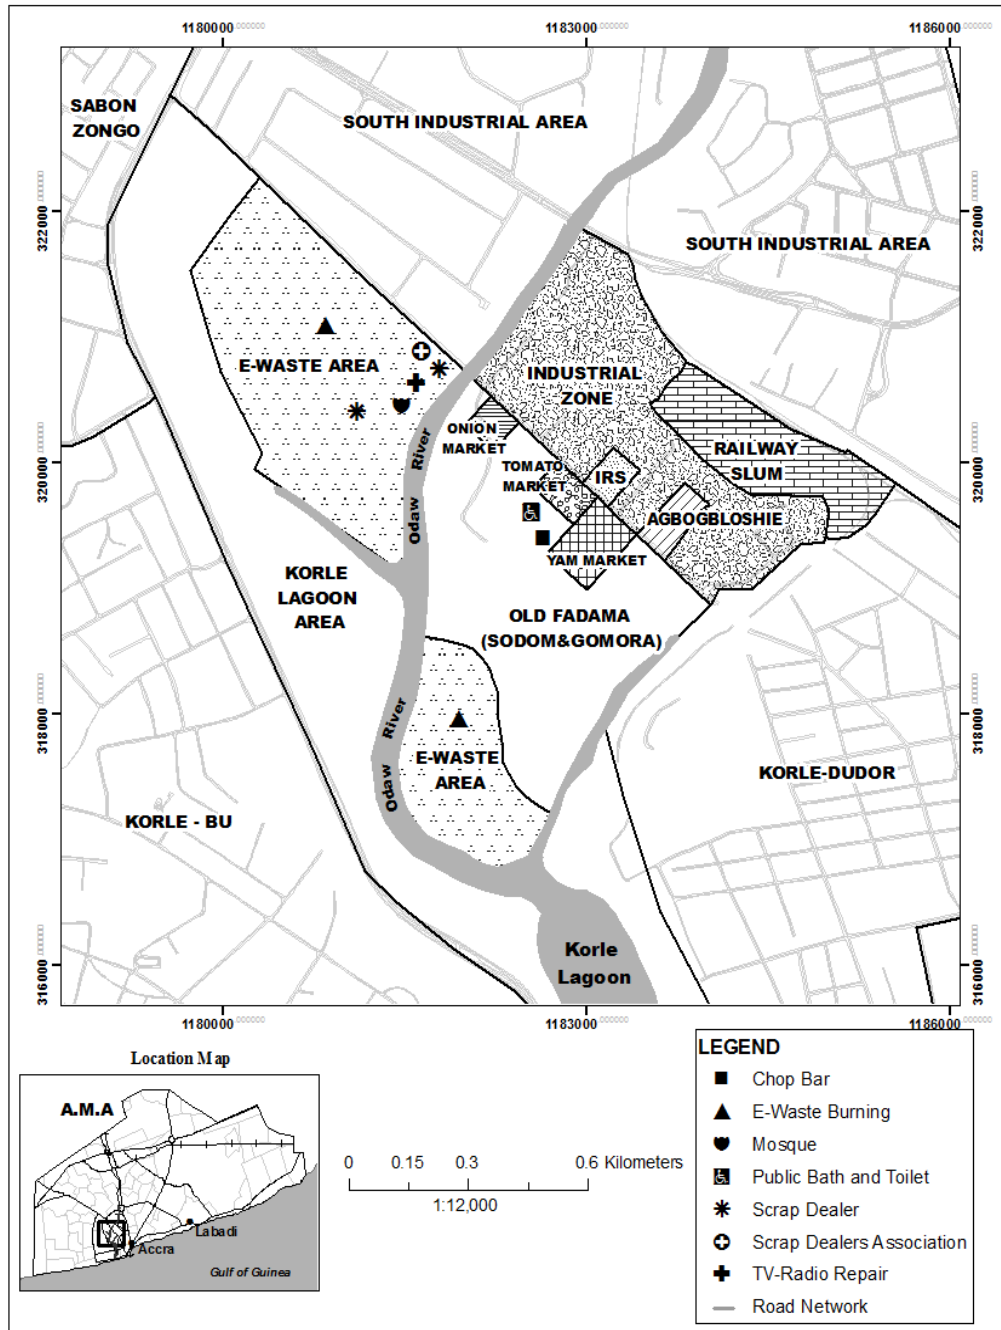 1180000
1183000
1186000
SABON
ZONGO
SOUTH INDUSTRIAL AREA
322000
322000
SOUTH INDUSTRIAL AREA
E-WASTE AREA
INDUSTRIAL
ZONE
ONION
MARKET
River
Odaw
TOMATO
MARKET
IRS
RAILWAY
SLUM
320000
320000
AGBOGBLOSHIE
YAM MARKET
KORLE
LAGOON
AREA
OLD FADAMA
(SODOM&GOMORA)
318000
318000
River
Odaw
E-WASTE
AREA
KORLE-DUDOR
KORLE - BU
Korle
Lagoon
316000
316000
1180000
1183000
1186000
Location Map
A.M.A
Labadi
Accra
Gulf of Guinea
0 0.15 0.3 0.6 Kilometers
1:12,000
LEGEND
Chop Bar
E-Waste Burning
Mosque
Public Bath and Toilet
Scrap Dealer
Scrap Dealers Association
TV-Radio Repair
Road Network